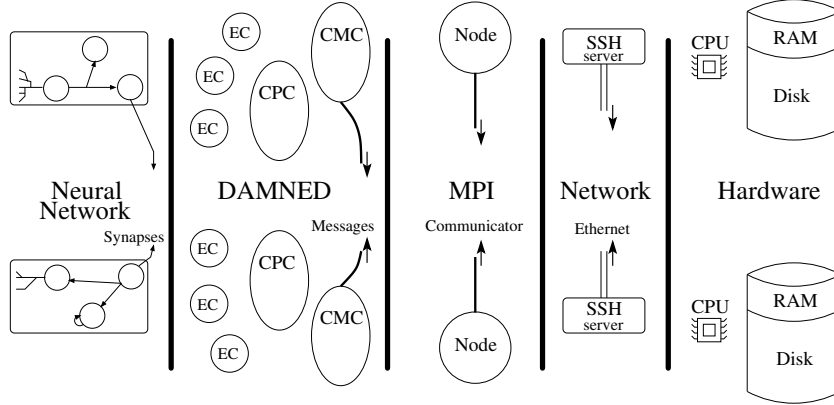 EC
CMC
Node
SSH
server
CPU
RAM
EC
CPC
Disk
EC
Neural
Network
DAMNED
MPI
Network
Hardware
Synapses
Messages
Communicator
Ethernet
EC
CPC
EC
SSH
server
CPU
RAM
CMC
Node
EC
Disk